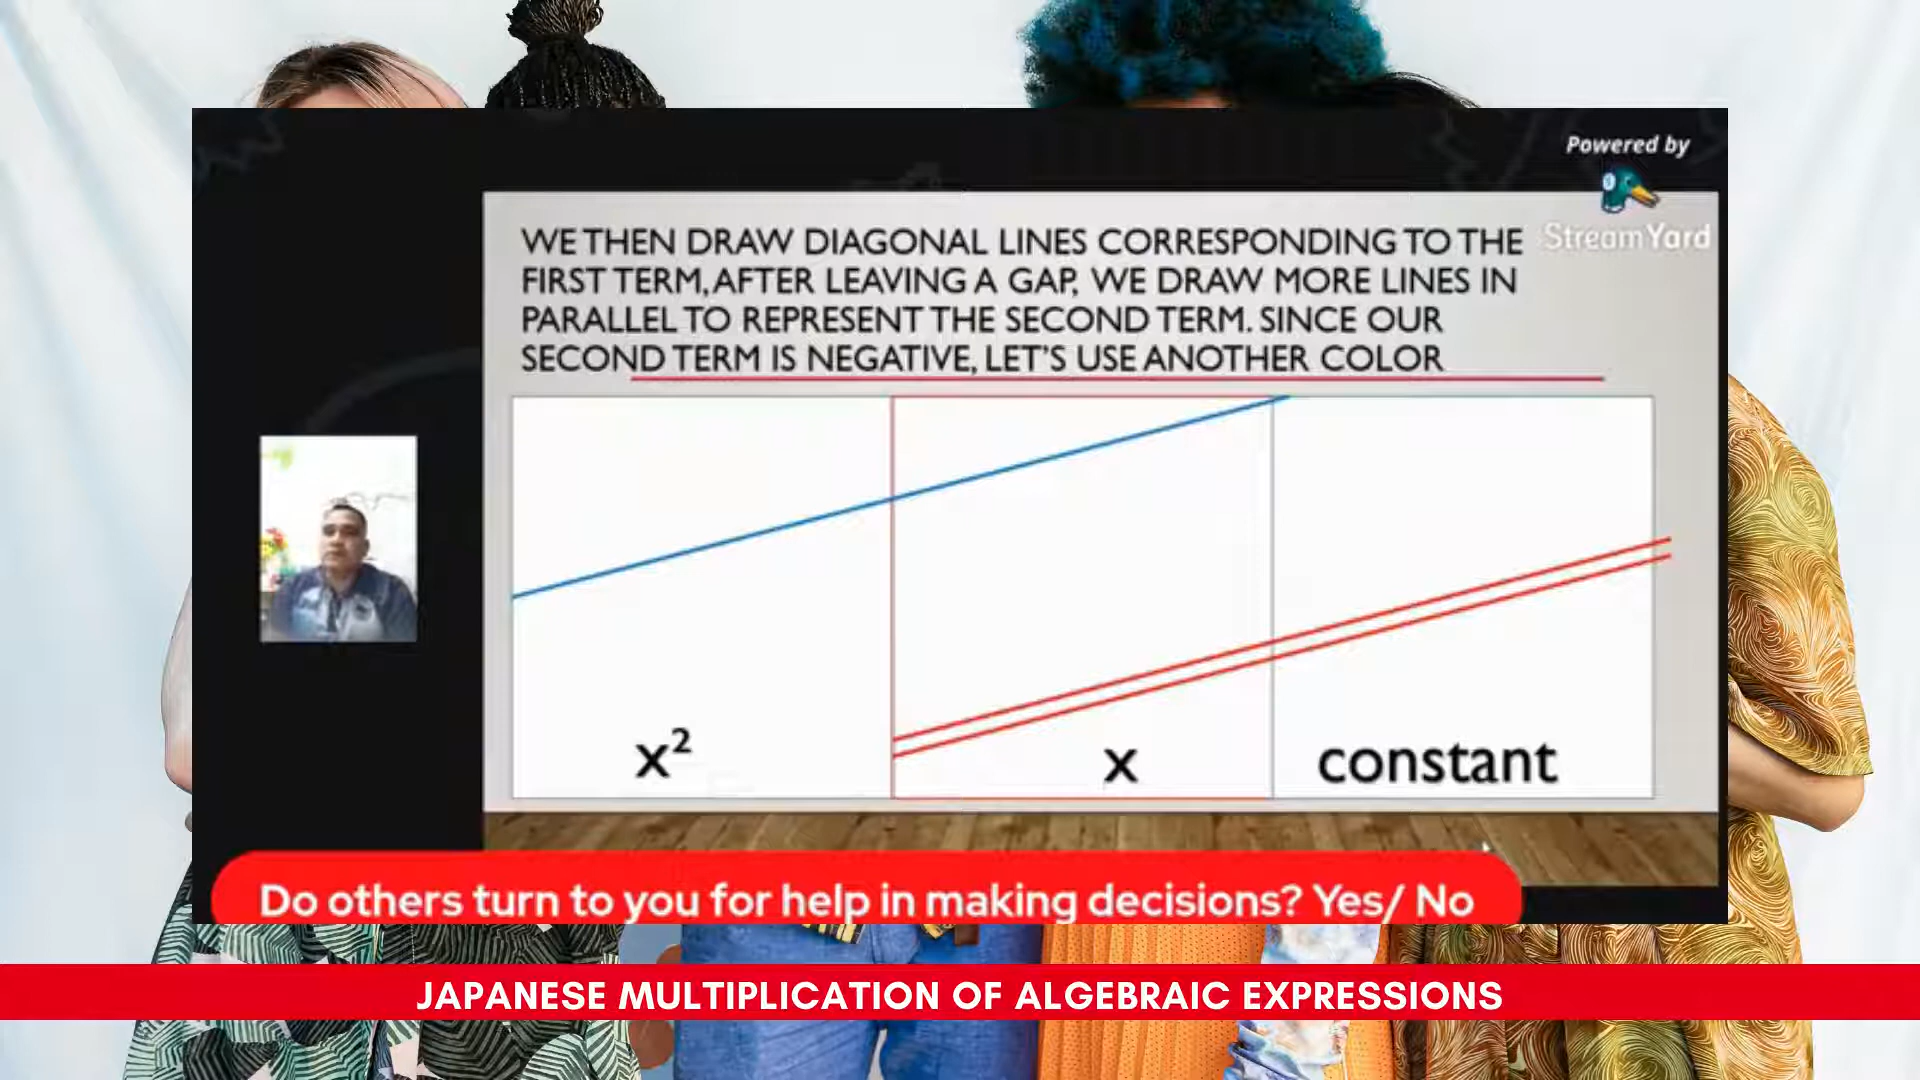 Powered by
StreamYard
WE THEN DRAW DIAGONAL LINES CORRESPONDING TO THE
FIRST TERM, AFTER LEAVING A GAP, WE DRAW MORE LINES IN
PARALLEL TO REPRESENT THE SECOND TERM. SINCE OUR
SECOND TERM IS NEGATIVE, LET'S USE ANOTHER COLOR
x² x constant
Do others turn to you for help in making decisions? Yes/ No
JAPANESE MULTIPLICATION OF ALGEBRAIC EXPRESSIONS